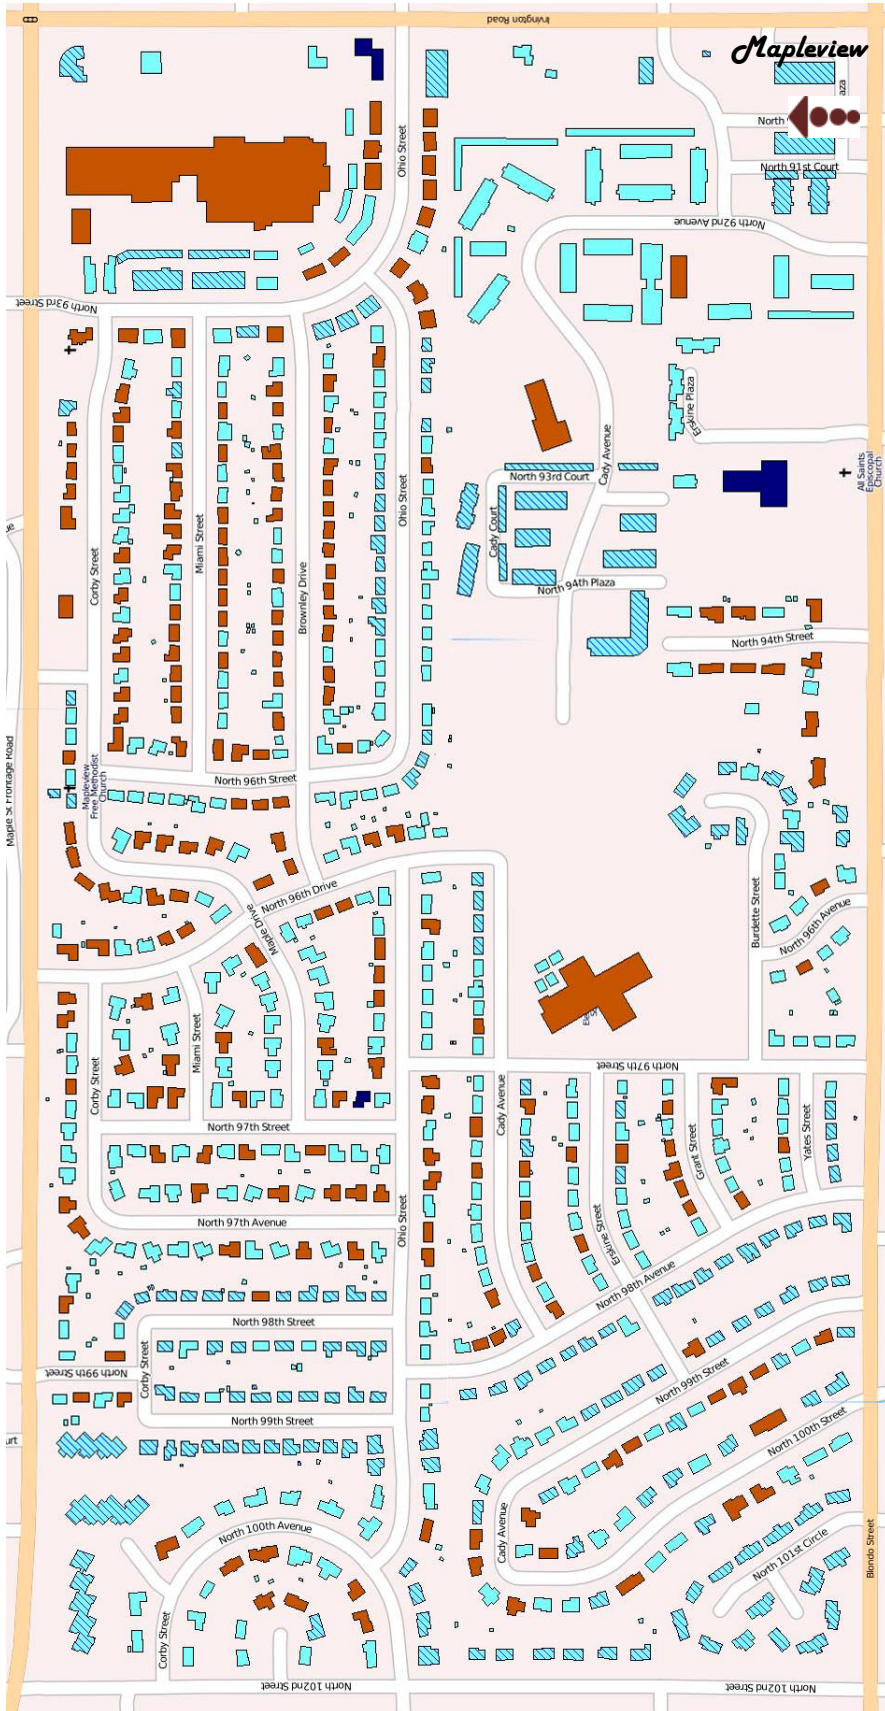 Irvington Road
Mapleview
aza
North
North 91st Court
Ohio Street
North 92nd Avenue
North 93rd Street
Erskine Plaza
Cady Avenue
All Saints
Episcopal
Church
North 93rd Court
Ohio Street
Miami Street
Cady Court
Corby Street
Brownley Drive
North 94th Plaza
North 94th Street
Maple St Frontage Road
North 96th Street
Mapleview
Free Methodist
Church
North 96th Drive
Burdette Street
Maple Drive
North 96th Avenue
Miami Street
Corby Street
North 97th Street
Cady Avenue
North 97th Street
Grant Street
Yates Street
North 97th Avenue
Ohio Street
Erskine Street
North 98th Avenue
North 98th Street
North 99th Street
Corby Street
North 99th Street
North 99th Street
North 100th Street
urt
North 100th Avenue
Cady Avenue
North 101st Circle
Blondo Street
Corby Street
North 102nd Street
North 102nd Street